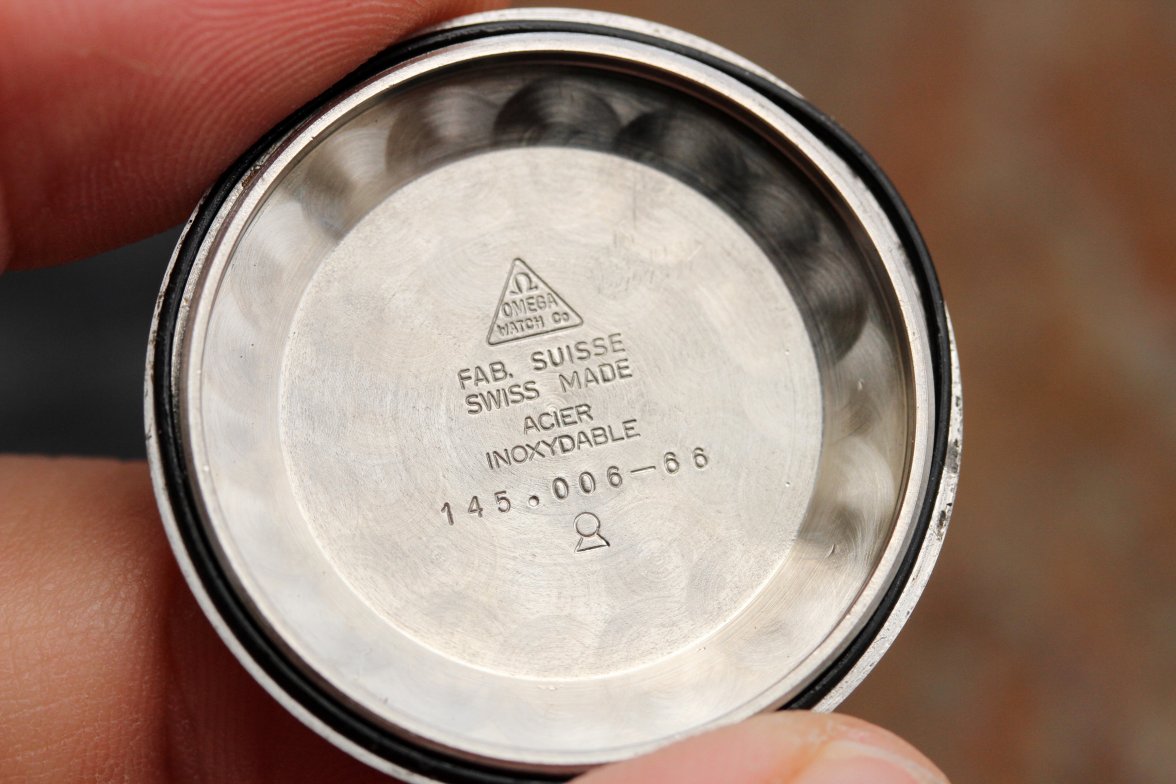 Ω
OMEGA
WATCH Co
FAB. SUISSE
SWISS MADE
ACIER
INOXYDABLE
145.006-66